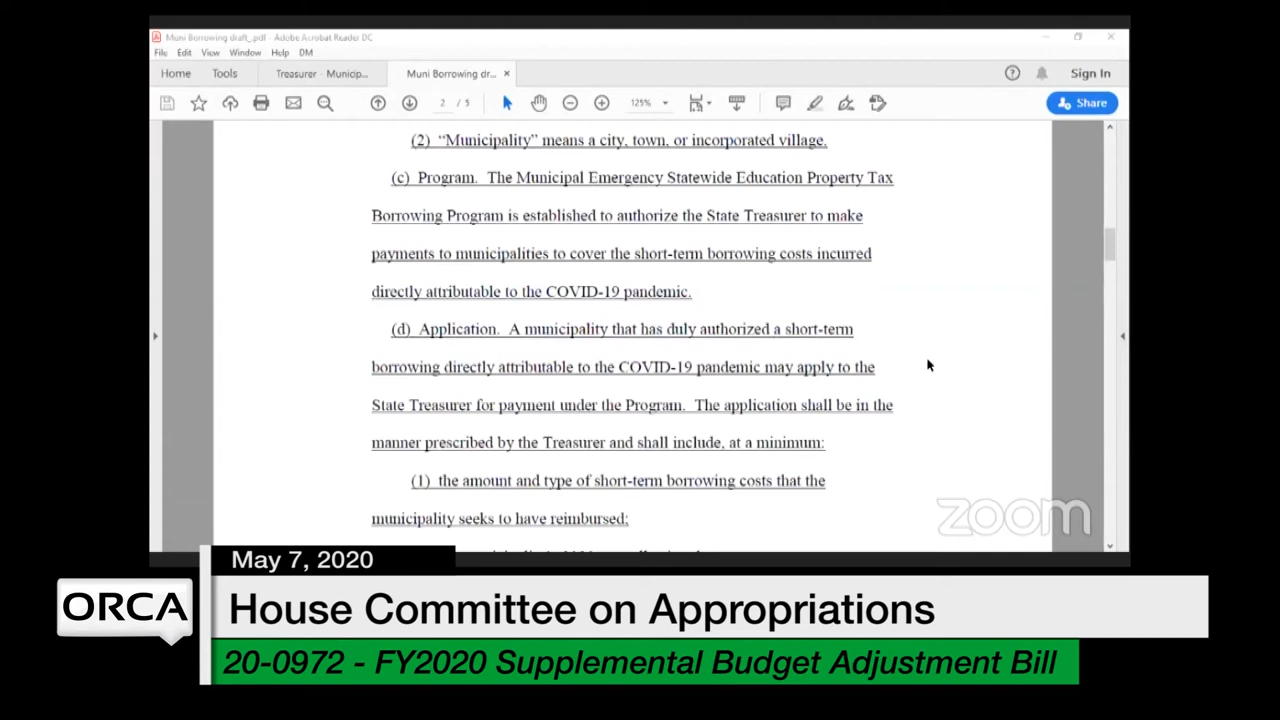 Muni Borrowing draft_.pdf - Adobe Acrobat Reader DC
File Edit View Window Help DM
Home Tools Treasurer - Municip... Muni Borrowing dr... × Sign In
2 / 5 125% Share
(2) “Municipality” means a city, town, or incorporated village.
(c) Program. The Municipal Emergency Statewide Education Property Tax
Borrowing Program is established to authorize the State Treasurer to make
payments to municipalities to cover the short-term borrowing costs incurred
directly attributable to the COVID-19 pandemic.
(d) Application. A municipality that has duly authorized a short-term
borrowing directly attributable to the COVID-19 pandemic may apply to the
State Treasurer for payment under the Program. The application shall be in the
manner prescribed by the Treasurer and shall include, at a minimum:
(1) the amount and type of short-term borrowing costs that the
municipality seeks to have reimbursed;
zoom
May 7, 2020
ORCA
House Committee on Appropriations
20-0972 - FY2020 Supplemental Budget Adjustment Bill